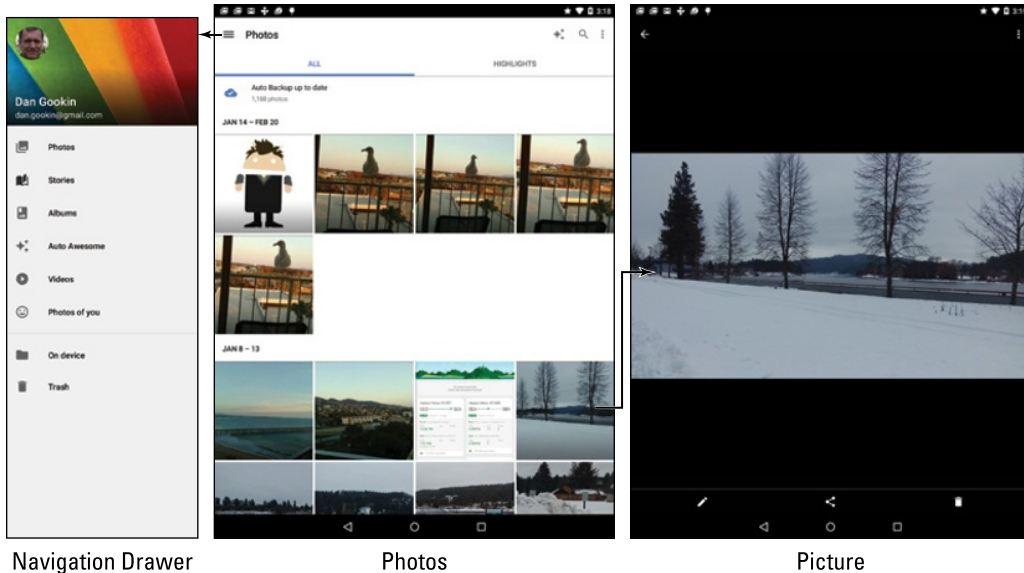 Dan Gookin
dan.gookin@gmail.com
Photos
Stories
Albums
Auto Awesome
Videos
Photos of you
On device
Trash
Navigation Drawer
3:18
Photos
ALL
HIGHLIGHTS
Auto Backup up to date
1,188 photos
JAN 14 – FEB 20
JAN 8 – 13
Photos
Picture